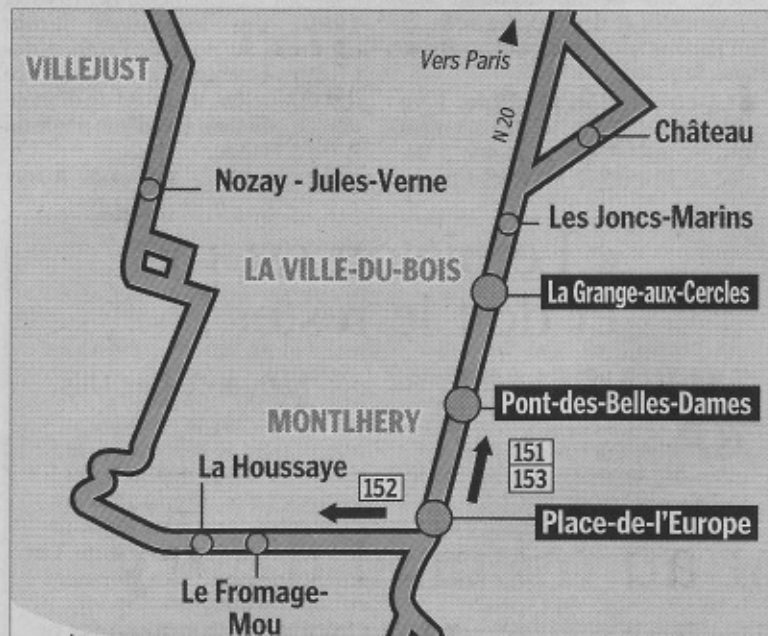 Vers Paris
VILLEJUST
N 20
Château
Nozay - Jules-Verne
Les Joncs-Marins
LA VILLE-DU-BOIS
La Grange-aux-Cercles
Pont-des-Belles-Dames
MONTLHERY
La Houssaye
152
151
153
Place-de-l'Europe
Le Fromage-
Mou